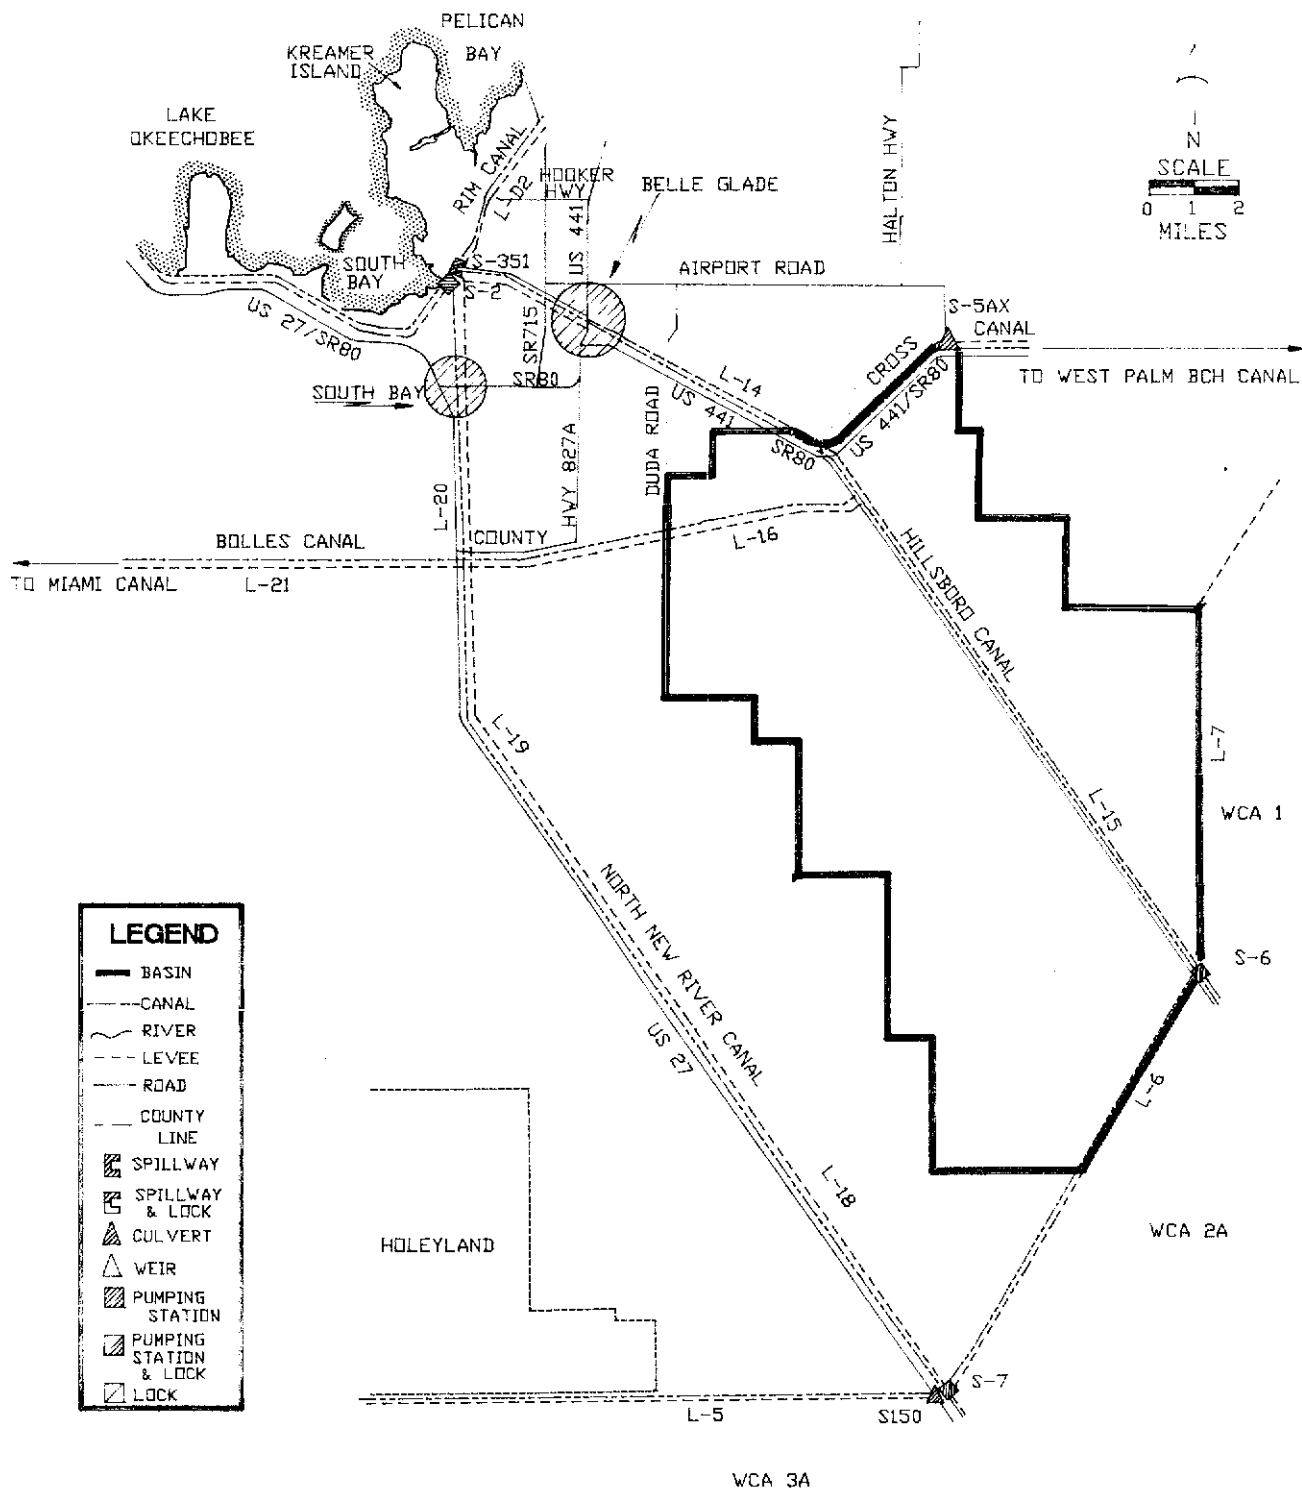 PELICAN
BAY
KREAMER
ISLAND
LAKE
OKEECHOBEE
RIM CANAL
L-D2
HOOKER
HWY
US 441
BELLE GLADE
HALTON HWY
N
SCALE
0 1 2
MILES
SOUTH
BAY
S-351
S-2
AIRPORT ROAD
S-5AX
CANAL
CROSS
TO WEST PALM BCH CANAL
US 27/SR80
SR715
SR80
L-14
US 441
SR80
US 441/SR80
SOUTH BAY
DUDA ROAD
HWY 827A
L-20
COUNTY
BOLLES CANAL
L-16
TO MIAMI CANAL
L-21
HILLSBORO CANAL
L-7
L-19
L-15
WCA 1
NORTH NEW RIVER CANAL
US 27
S-6
L-6
L-18
WCA 2A
HOLEYLAND
S-7
S150
L-5
WCA 3A
LEGEND
BASIN
CANAL
RIVER
LEVEE
ROAD
COUNTY
LINE
SPILLWAY
SPILLWAY
& LOCK
CULVERT
WEIR
PUMPING
STATION
PUMPING
STATION
& LOCK
LOCK